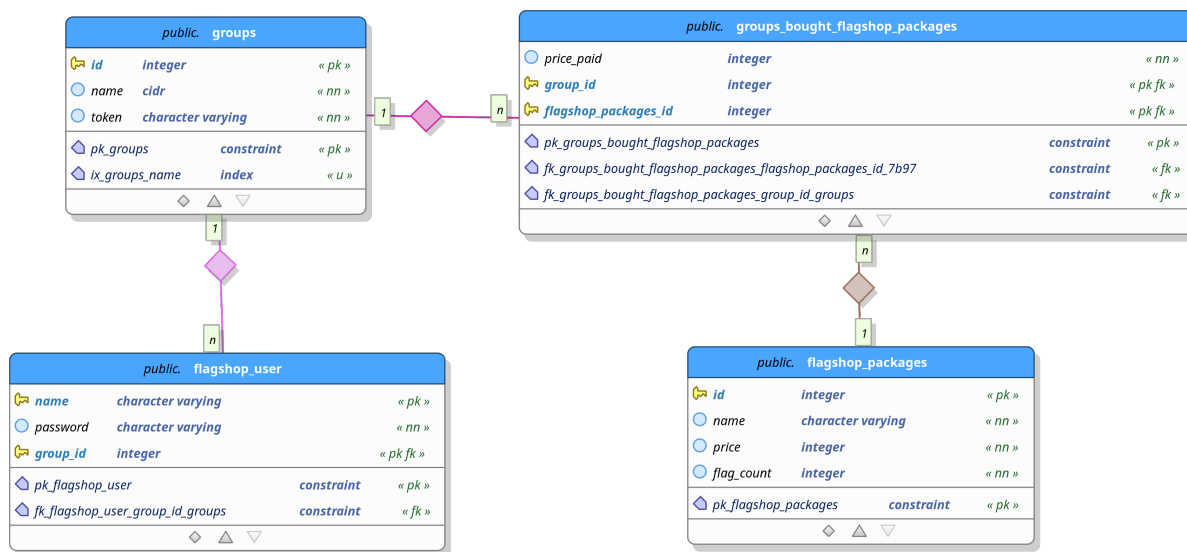 public. groups
id integer « pk »
name cidr « nn »
token character varying « nn »
pk_groups constraint « pk »
ix_groups_name index « u »
1
n
public. groups_bought_flagshop_packages
price_paid integer « nn »
group_id integer « pk fk »
flagshop_packages_id integer « pk fk »
pk_groups_bought_flagshop_packages constraint « pk »
fk_groups_bought_flagshop_packages_flagshop_packages_id_7b97 constraint « fk »
fk_groups_bought_flagshop_packages_group_id_groups constraint « fk »
1
n
n
1
public. flagshop_user
name character varying « pk »
password character varying « nn »
group_id integer « pk fk »
pk_flagshop_user constraint « pk »
fk_flagshop_user_group_id_groups constraint « fk »
public. flagshop_packages
id integer « pk »
name character varying « nn »
price integer « nn »
flag_count integer « nn »
pk_flagshop_packages constraint « pk »